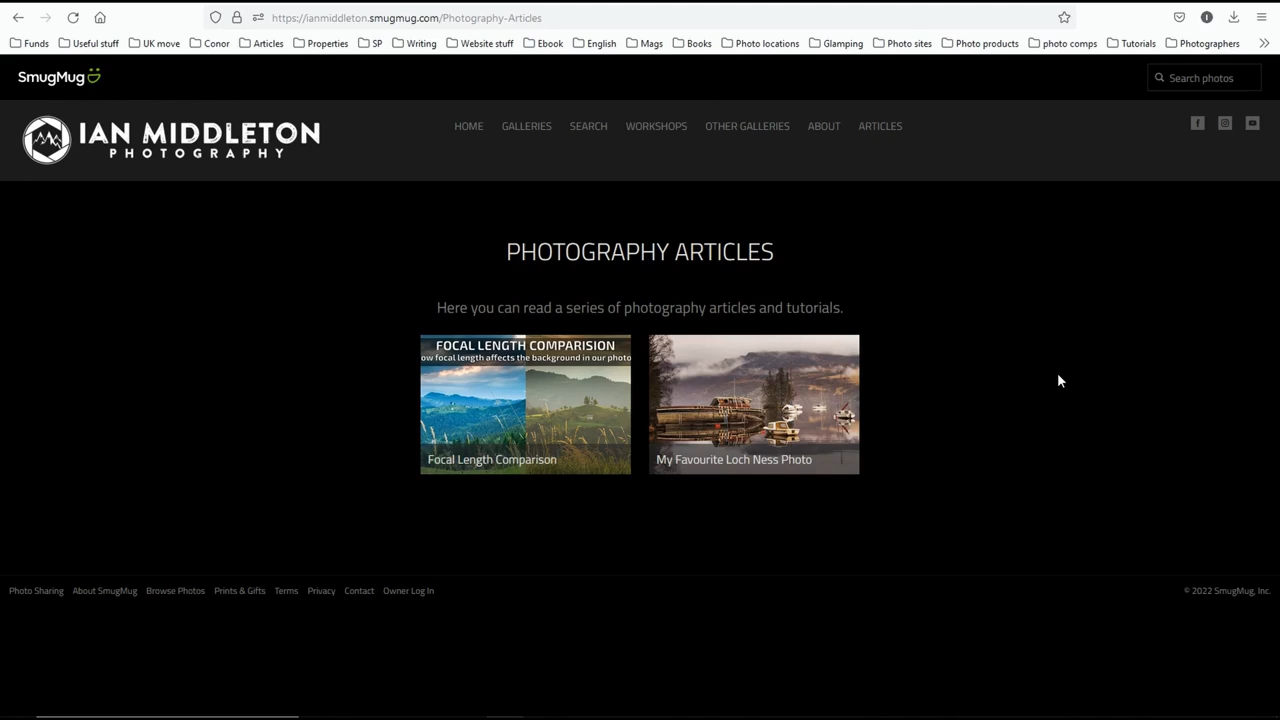 https://ianmiddleton.smugmug.com/Photography-Articles
Funds Useful stuff UK move Conor Articles Properties SP Writing Website stuff Ebook English Mags Books Photo locations Glamping Photo sites Photo products photo comps Tutorials Photographers
SmugMug
Search photos
IAN MIDDLETON
PHOTOGRAPHY
HOME GALLERIES SEARCH WORKSHOPS OTHER GALLERIES ABOUT ARTICLES
PHOTOGRAPHY ARTICLES
Here you can read a series of photography articles and tutorials.
FOCAL LENGTH COMPARISION
ow focal length affects the background in our photo
Focal Length Comparison
My Favourite Loch Ness Photo
Photo Sharing About SmugMug Browse Photos Prints & Gifts Terms Privacy Contact Owner Log In
© 2022 SmugMug, Inc.